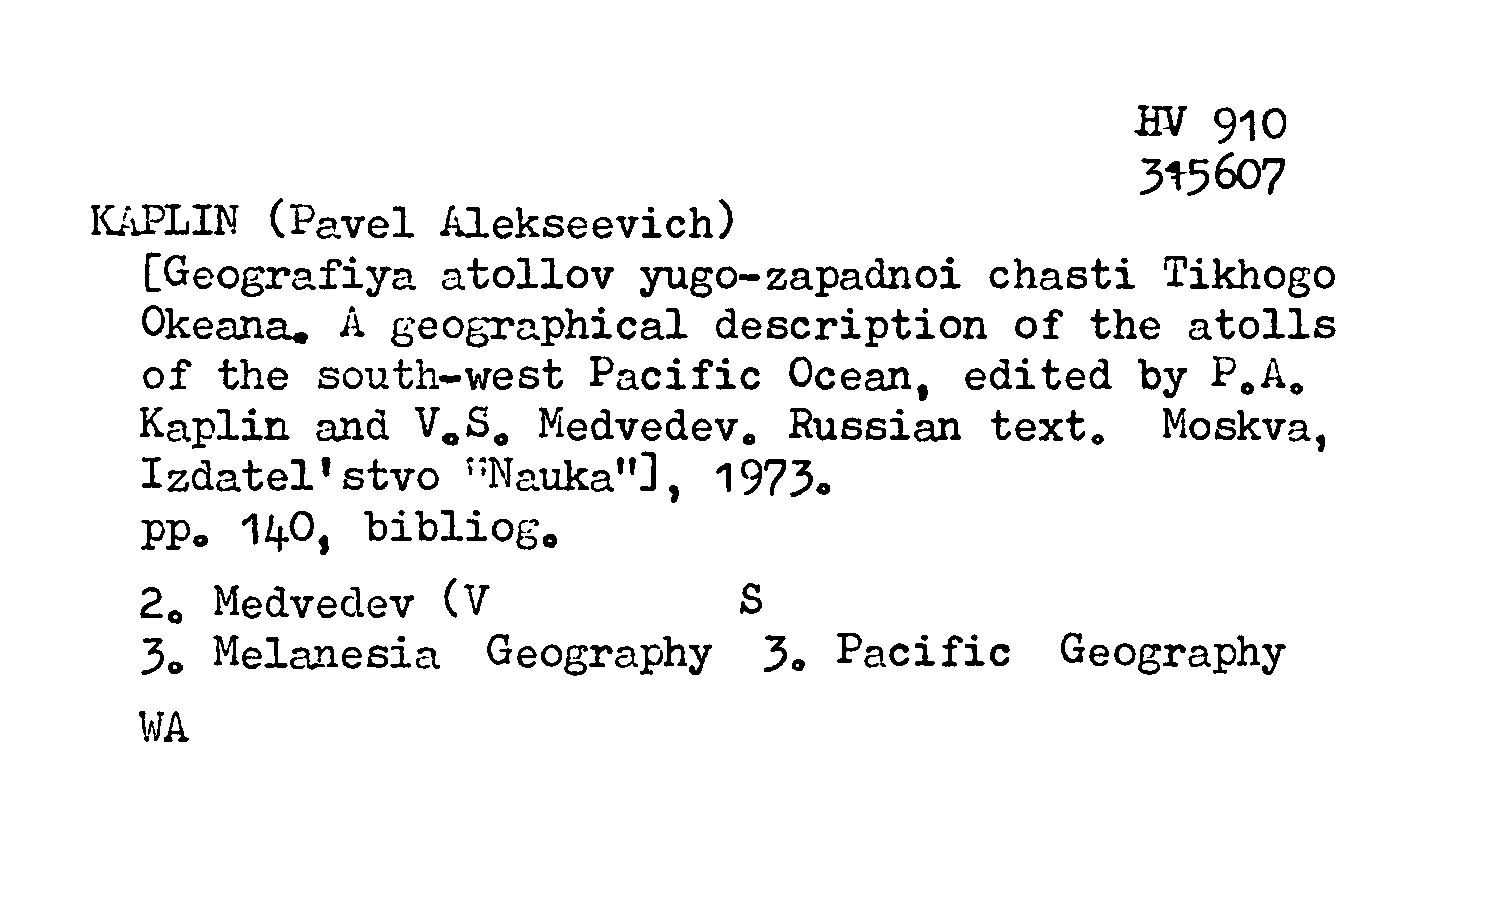 HV 910
315607
KAPLIN (Pavel Alekseevich)
[Geografiya atollov yugo-zapadnoi chasti Tikhogo
Okeana. A geographical description of the atolls
of the south-west Pacific Ocean, edited by P.A.
Kaplin and V.S. Medvedev. Russian text. Moskva,
Izdatel'stvo "Nauka"], 1973.
pp. 140, bibliog.
2. Medvedev (V S
3. Melanesia Geography 3. Pacific Geography
WA